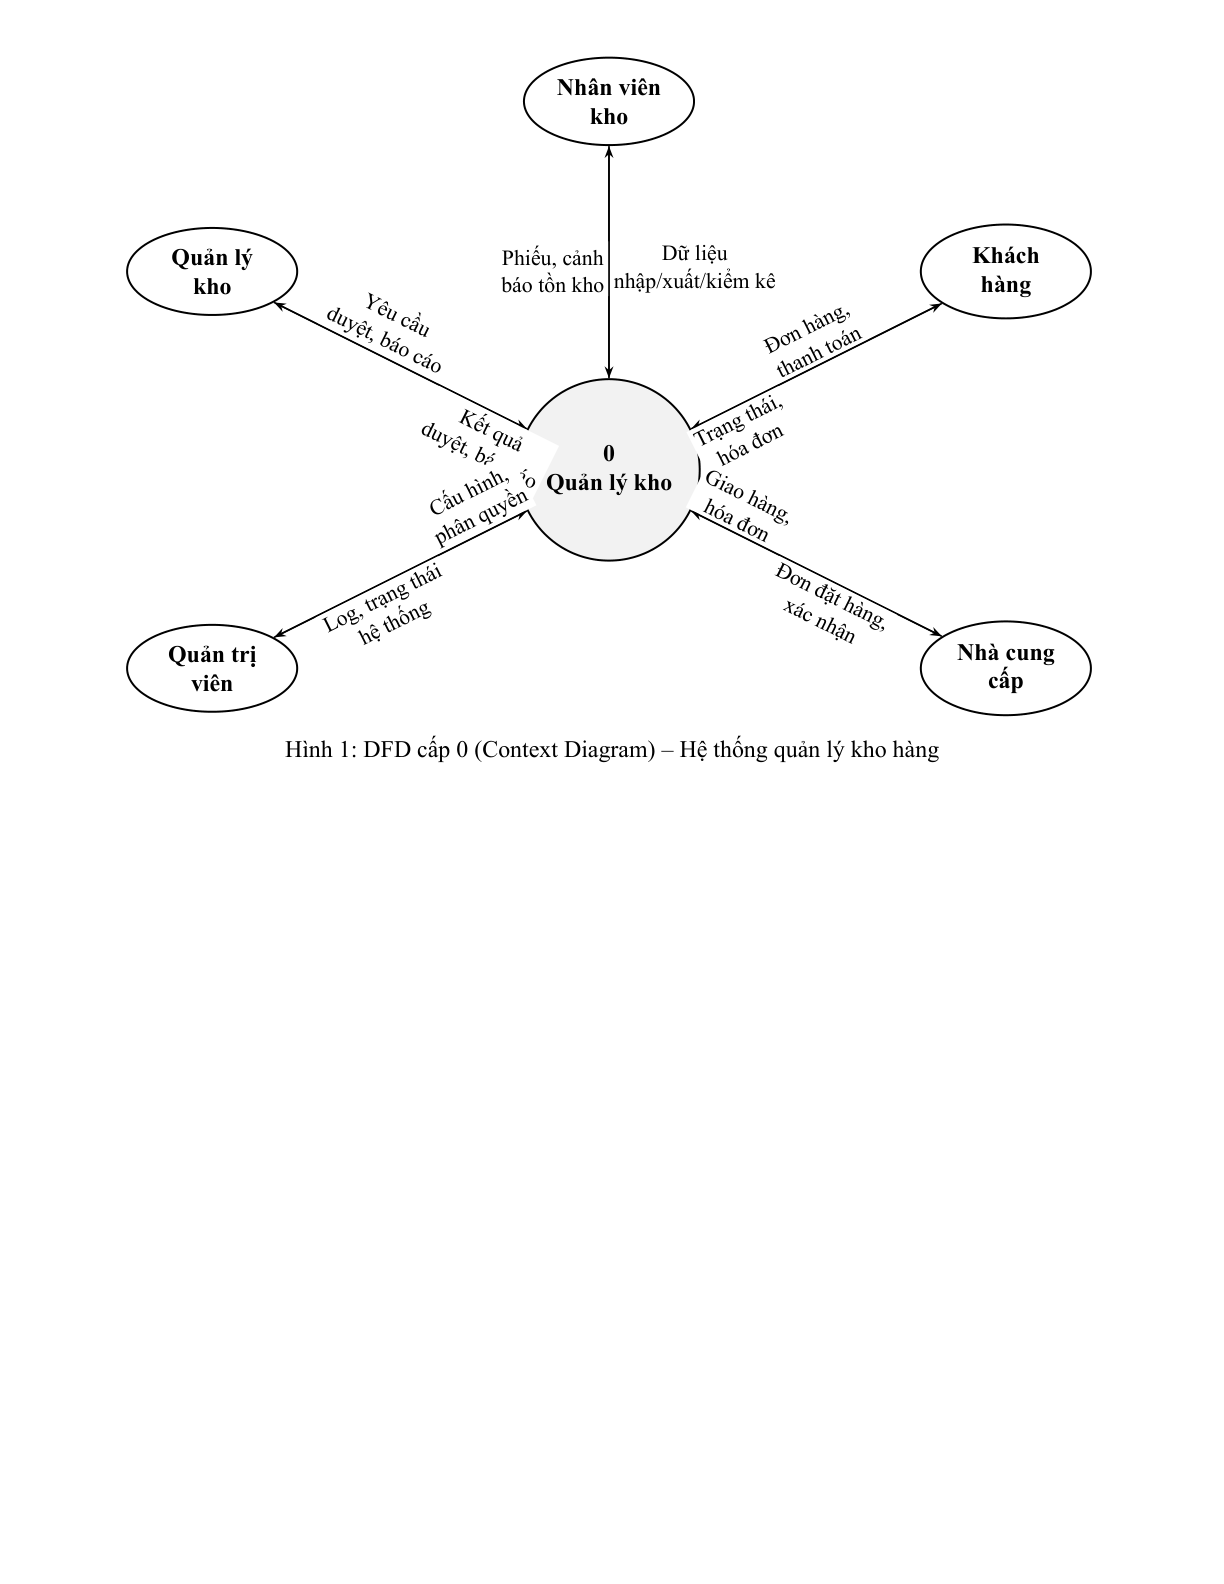 Nhân viên
kho
Quản lý
kho
Khách
hàng
Phiếu, cảnh
báo tồn kho
Dữ liệu
nhập/xuất/kiểm kê
Yêu cầu
duyệt, báo cáo
Đơn hàng,
thanh toán
Kết quả
duyệt,
Trạng thái,
hóa đơn
0
Quản lý kho
Cấu hình,
phân quyền
Giao hàng,
hóa đơn
Log, trạng thái
hệ thống
Đơn đặt hàng,
xác nhận
Quản trị
viên
Nhà cung
cấp
Hình 1: DFD cấp 0 (Context Diagram) – Hệ thống quản lý kho hàng